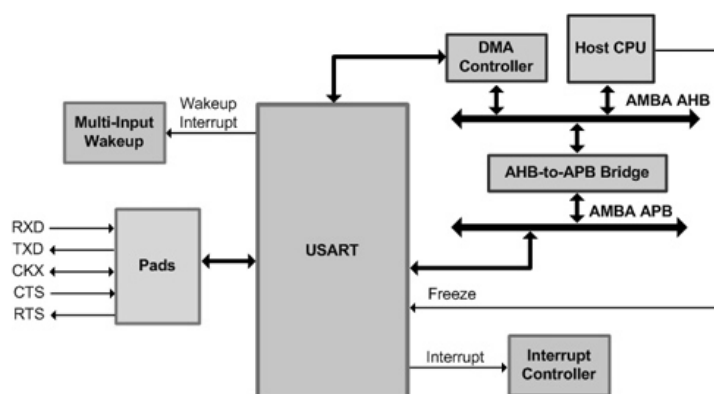 DMA
Controller
Host CPU
AMBA AHB
Wakeup
Interrupt
Multi-Input
Wakeup
AHB-to-APB Bridge
AMBA APB
RXD
TXD
CKX
CTS
RTS
Pads
USART
Freeze
Interrupt
Interrupt
Controller